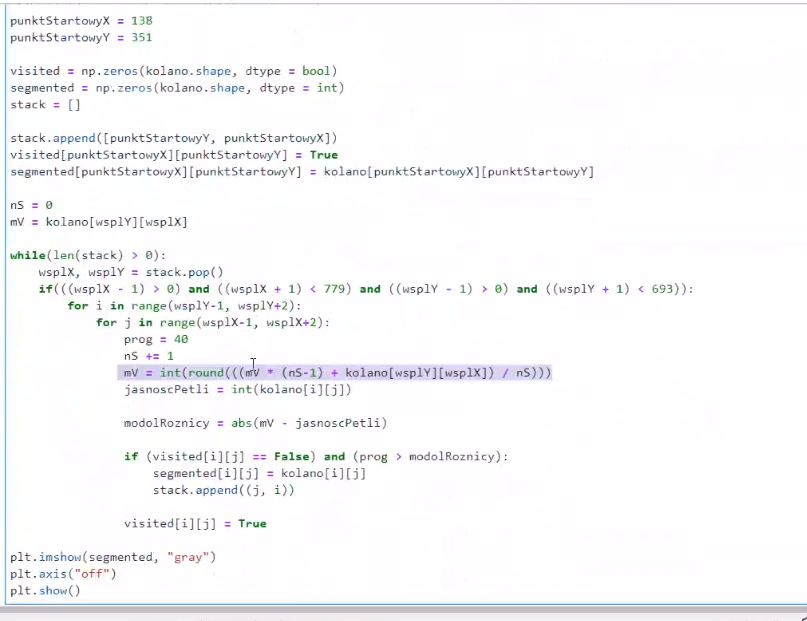 punktStartowyX = 138
punktStartowyY = 351
visited = np.zeros(kolano.shape, dtype = bool)
segmented = np.zeros(kolano.shape, dtype = int)
stack = []
stack.append([punktStartowyY, punktStartowyX])
visited[punktStartowyX][punktStartowyY] = True
segmented[punktStartowyX][punktStartowyY] = kolano[punktStartowyX][punktStartowyY]
nS = 0
mV = kolano[wsplY][wsplX]
while(len(stack) > 0):
    wsplX, wsplY = stack.pop()
    if(((wsplX - 1) > 0) and ((wsplX + 1) < 779) and ((wsplY - 1) > 0) and ((wsplY + 1) < 693)):
        for i in range(wsplY-1, wsplY+2):
            for j in range(wsplX-1, wsplX+2):
                prog = 40
                nS += 1
                mV = int(round(((mV * (nS-1) + kolano[wsplY][wsplX]) / nS)))
                jasnoscPetli = int(kolano[i][j])
                modolRoznicy = abs(mV - jasnoscPetli)
                if (visited[i][j] == False) and (prog > modolRoznicy):
                    segmented[i][j] = kolano[i][j]
                    stack.append((j, i))
                visited[i][j] = True
plt.imshow(segmented, "gray")
plt.axis("off")
plt.show()